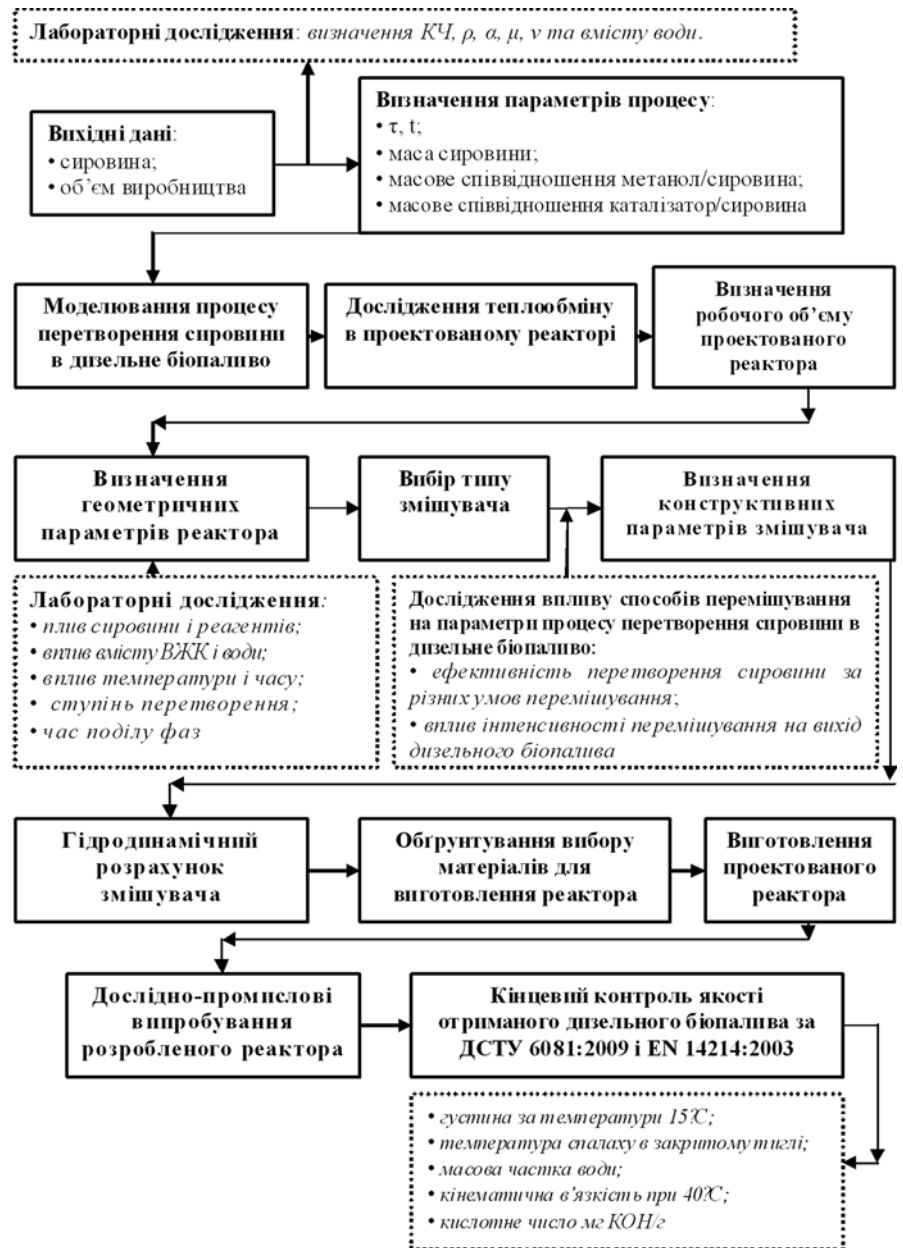 Лабораторні дослідження: визначення КЧ, ρ, α, μ, ν та вмісту води.
Вихідні дані:
• сировина;
• об’єм виробництва
Визначення параметрів процесу:
• τ, t;
• маса сировини;
• масове співвідношення метанол/сировина;
• масове співвідношення каталізатор/сировина
Моделювання процесу
перетворення сировини
в дизельне біопаливо
Дослідження теплообміну
в проектованому реакторі
Визначення
робочого об’єму
проектованого
реактора
Визначення
геометричних
параметрів реактора
Вибір типу
змішувача
Визначення
конструктивних
параметрів змішувача
Лабораторні дослідження:
• плив сировини і реагентів;
• вплив вмісту ВЖК і води;
• вплив температури і часу;
• ступінь перетворення;
• час поділу фаз
Дослідження впливу способів перемішування
на параметри процесу перетворення сировини в
дизельне біопаливо:
• ефективність перетворення сировини за
різних умов перемішування;
• вплив інтенсивності перемішування на вихід
дизельного біопалива
Гідродинамічний
розрахунок
змішувача
Обґрунтування вибору
матеріалів для
виготовлення реактора
Виготовлення
проектованого
реактора
Дослідно-промислові
випробування
розробленого реактора
Кінцевий контроль якості
отриманого дизельного біопалива за
ДСТУ 6081:2009 і EN 14214:2003
• густина за температури 15?С;
• температура спалаху в закритому тиглі;
• масова частка води;
• кінематична в’язкість при 40?С;
• кислотне число мг КОН/г